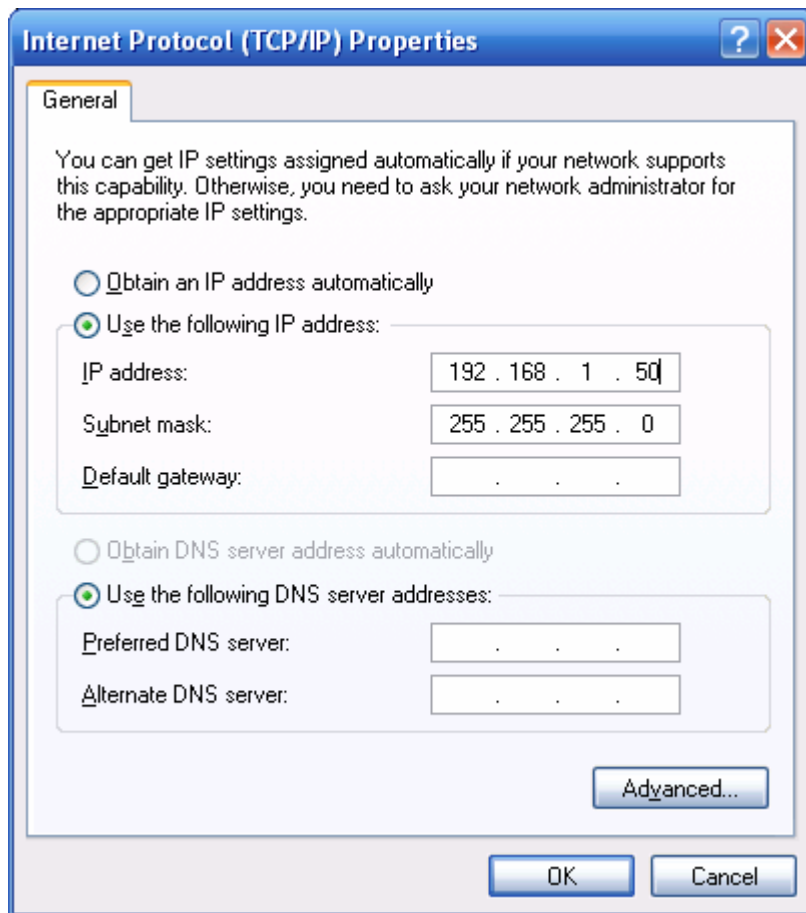 Internet Protocol (TCP/IP) Properties
General
You can get IP settings assigned automatically if your network supports
this capability. Otherwise, you need to ask your network administrator for
the appropriate IP settings.
Obtain an IP address automatically
Use the following IP address:
IP address: 192 . 168 . 1 . 50
Subnet mask: 255 . 255 . 255 . 0
Default gateway: . . .
Obtain DNS server address automatically
Use the following DNS server addresses:
Preferred DNS server: . . .
Alternate DNS server: . . .
Advanced...
OK Cancel